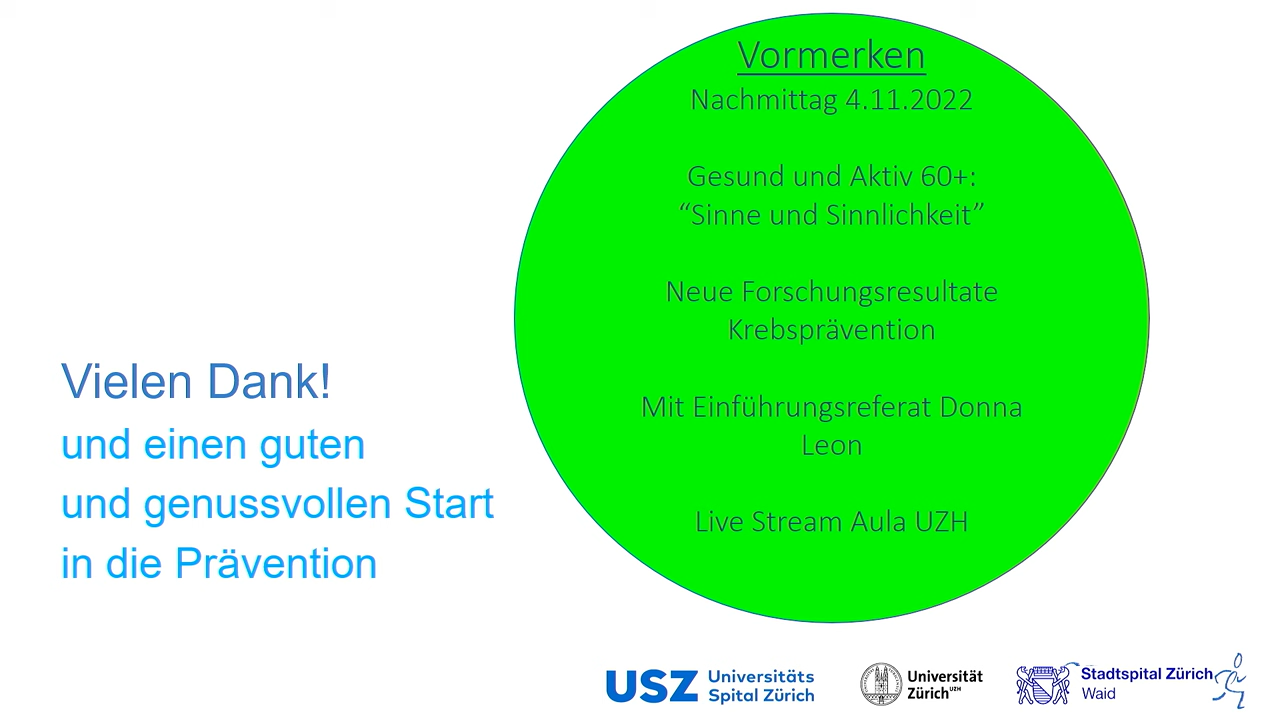 Vormerken
Nachmittag 4.11.2022
Gesund und Aktiv 60+:
“Sinne und Sinnlichkeit”
Neue Forschungsresultate
Krebsprävention
Mit Einführungsreferat Donna
Leon
Live Stream Aula UZH
Vielen Dank!
und einen guten
und genussvollen Start
in die Prävention
USZ Universitäts
Spital Zürich
Universität
Zürich UZH
Stadtspital Zürich
Waid